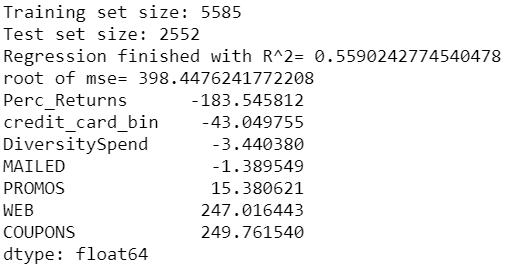 Training set size: 5585
Test set size: 2552
Regression finished with R^2= 0.5590242774540478
root of mse= 398.4476241772208
Perc_Returns -183.545812
credit_card_bin -43.049755
DiversitySpend -3.440380
MAILED -1.389549
PROMOS 15.380621
WEB 247.016443
COUPONS 249.761540
dtype: float64